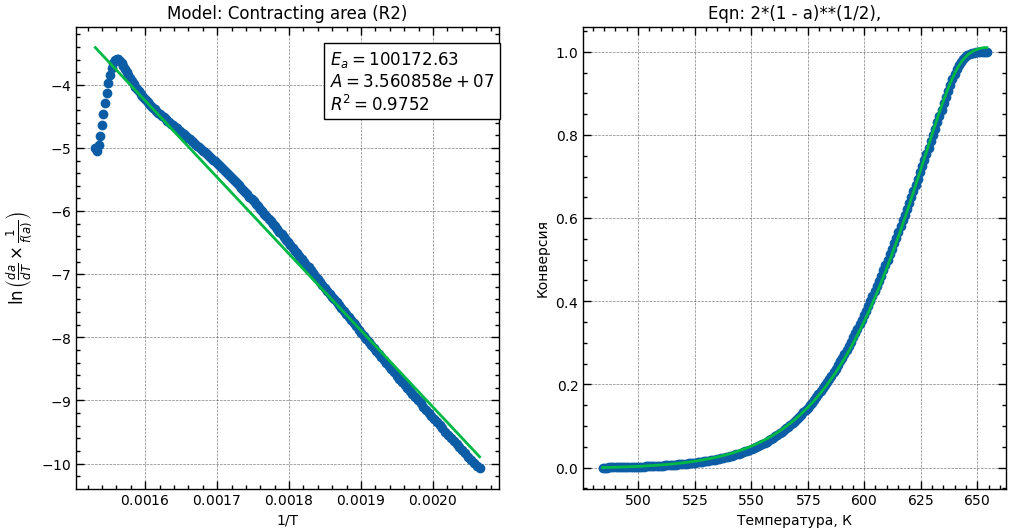 Model: Contracting area (R2)
E_a = 100172.63
A = 3.560858e + 07
R^2 = 0.9752
ln(da/dT × 1/f(a))
−4
−5
−6
−7
−8
−9
−10
0.0016 0.0017 0.0018 0.0019 0.0020
1/T
Eqn: 2*(1 - a)**(1/2),
Конверсия
1.0
0.8
0.6
0.4
0.2
0.0
500 525 550 575 600 625 650
Температура, К